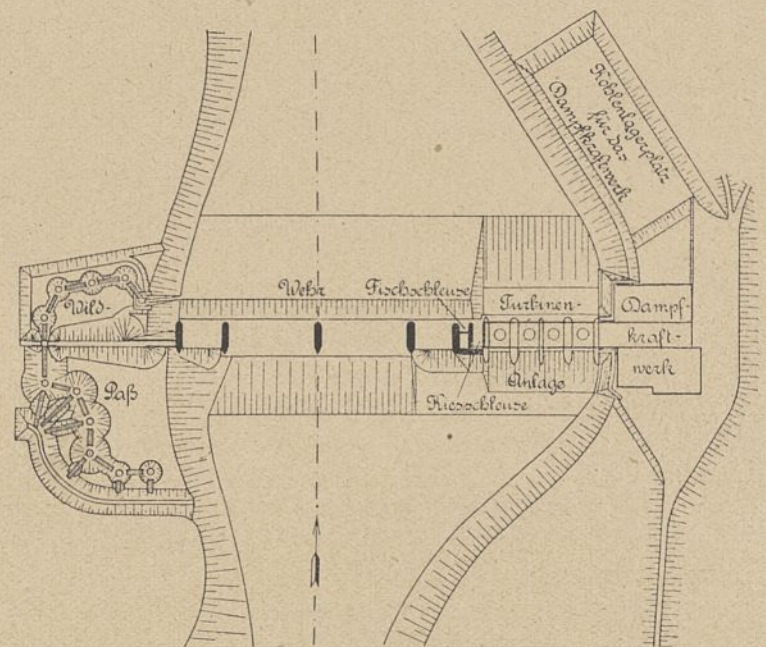 Kohlenlagerplatz
für das
Dampfkraftwerk
Wehr
Fischschleuse
Turbinen-
Dampf-
Wild-
kraft-
werk
Anlage
Paß
Kiesschleuse